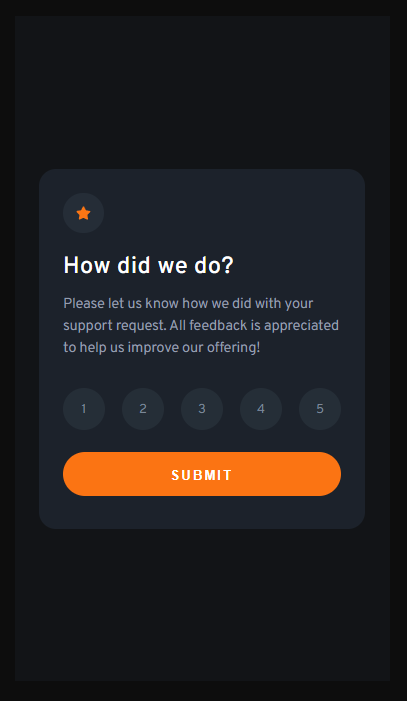 How did we do?
Please let us know how we did with your
support request. All feedback is appreciated
to help us improve our offering!
1 2 3 4 5
SUBMIT